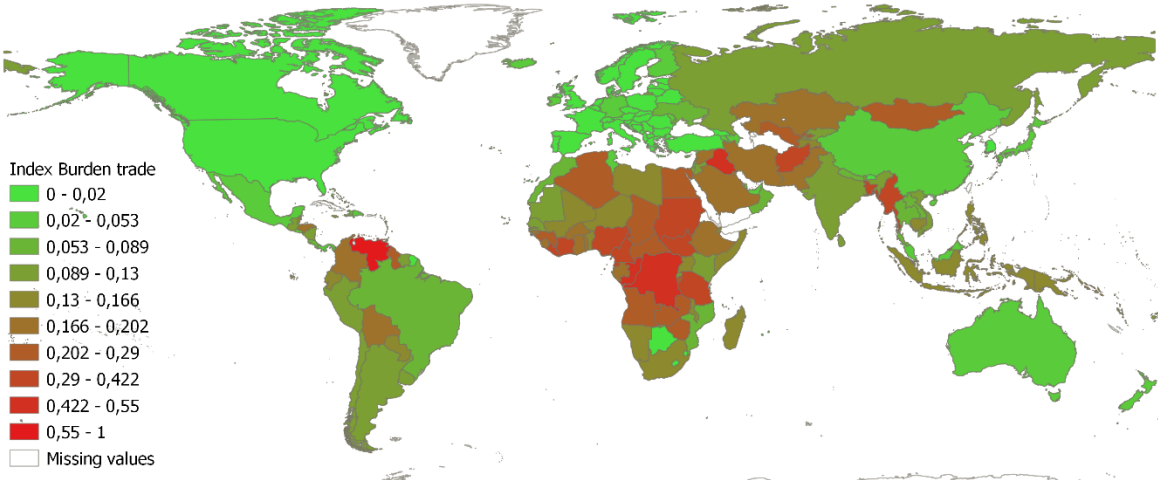 Index Burden trade
0 - 0,02
0,02 - 0,053
0,053 - 0,089
0,089 - 0,13
0,13 - 0,166
0,166 - 0,202
0,202 - 0,29
0,29 - 0,422
0,422 - 0,55
0,55 - 1
Missing values